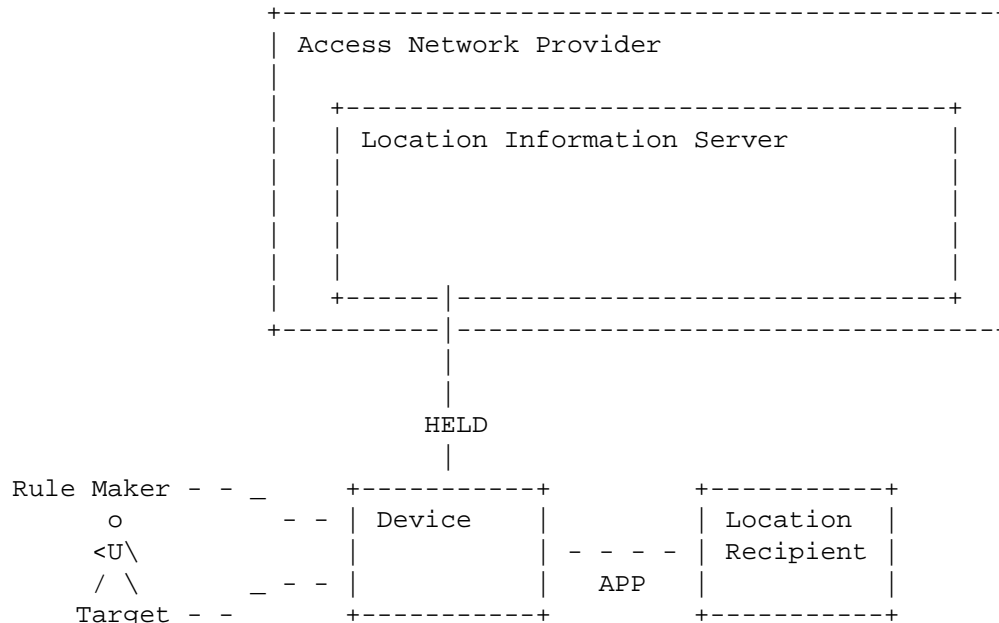 Access Network Provider
Location Information Server
HELD
Rule Maker
Device
Location
Recipient
APP
Target